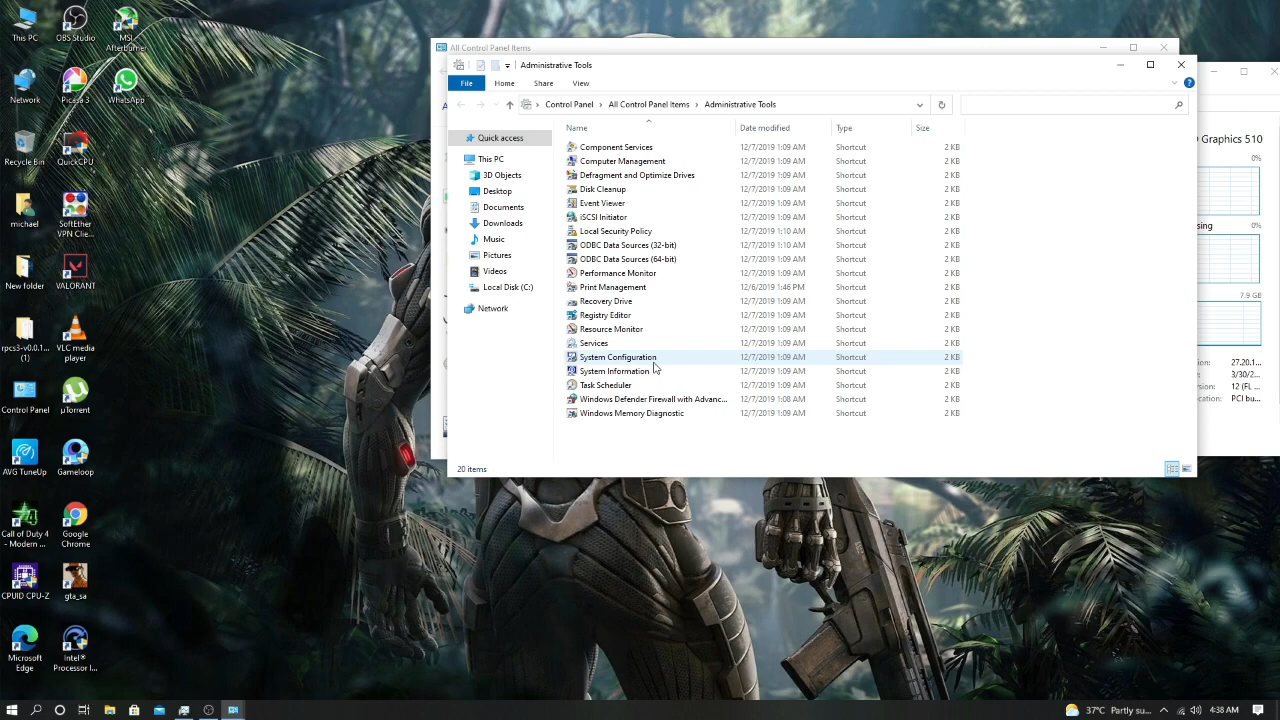 This PC
OBS Studio
MSI Afterburner
Network
Picasa 3
WhatsApp
Recycle Bin
QuickCPU
michael
SoftEther VPN Clie...
New folder
VALORANT
rpcs3-v0.0.1... (1)
VLC media player
Control Panel
µTorrent
AVG TuneUp
Gameloop
Call of Duty 4 - Modern ...
Google Chrome
CPUID CPU-Z
gta_sa
Microsoft Edge
Intel® Processor I...
All Control Panel Items
Administrative Tools
File Home Share View
Control Panel > All Control Panel Items > Administrative Tools
Quick access
This PC
3D Objects
Desktop
Documents
Downloads
Music
Pictures
Videos
Local Disk (C:)
Network
Name Date modified Type Size
Component Services 12/7/2019 1:09 AM Shortcut 2 KB
Computer Management 12/7/2019 1:09 AM Shortcut 2 KB
Defragment and Optimize Drives 12/7/2019 1:09 AM Shortcut 2 KB
Disk Cleanup 12/7/2019 1:09 AM Shortcut 2 KB
Event Viewer 12/7/2019 1:09 AM Shortcut 2 KB
iSCSI Initiator 12/7/2019 1:09 AM Shortcut 2 KB
Local Security Policy 12/7/2019 1:10 AM Shortcut 2 KB
ODBC Data Sources (32-bit) 12/7/2019 1:10 AM Shortcut 2 KB
ODBC Data Sources (64-bit) 12/7/2019 1:09 AM Shortcut 2 KB
Performance Monitor 12/7/2019 1:09 AM Shortcut 2 KB
Print Management 12/6/2019 1:46 PM Shortcut 2 KB
Recovery Drive 12/7/2019 1:09 AM Shortcut 2 KB
Registry Editor 12/7/2019 1:09 AM Shortcut 2 KB
Resource Monitor 12/7/2019 1:09 AM Shortcut 2 KB
Services 12/7/2019 1:09 AM Shortcut 2 KB
System Configuration 12/7/2019 1:09 AM Shortcut 2 KB
System Information 12/7/2019 1:09 AM Shortcut 2 KB
Task Scheduler 12/7/2019 1:09 AM Shortcut 2 KB
Windows Defender Firewall with Advanc... 12/7/2019 1:08 AM Shortcut 2 KB
Windows Memory Diagnostic 12/7/2019 1:09 AM Shortcut 2 KB
20 items
Graphics 510
0%
sing 0%
7.9 GB
ion: 27.20.1...
3/30/2...
rsion: 12 (FL ...
cation: PCI bu...
37°C Partly su... 4:38 AM